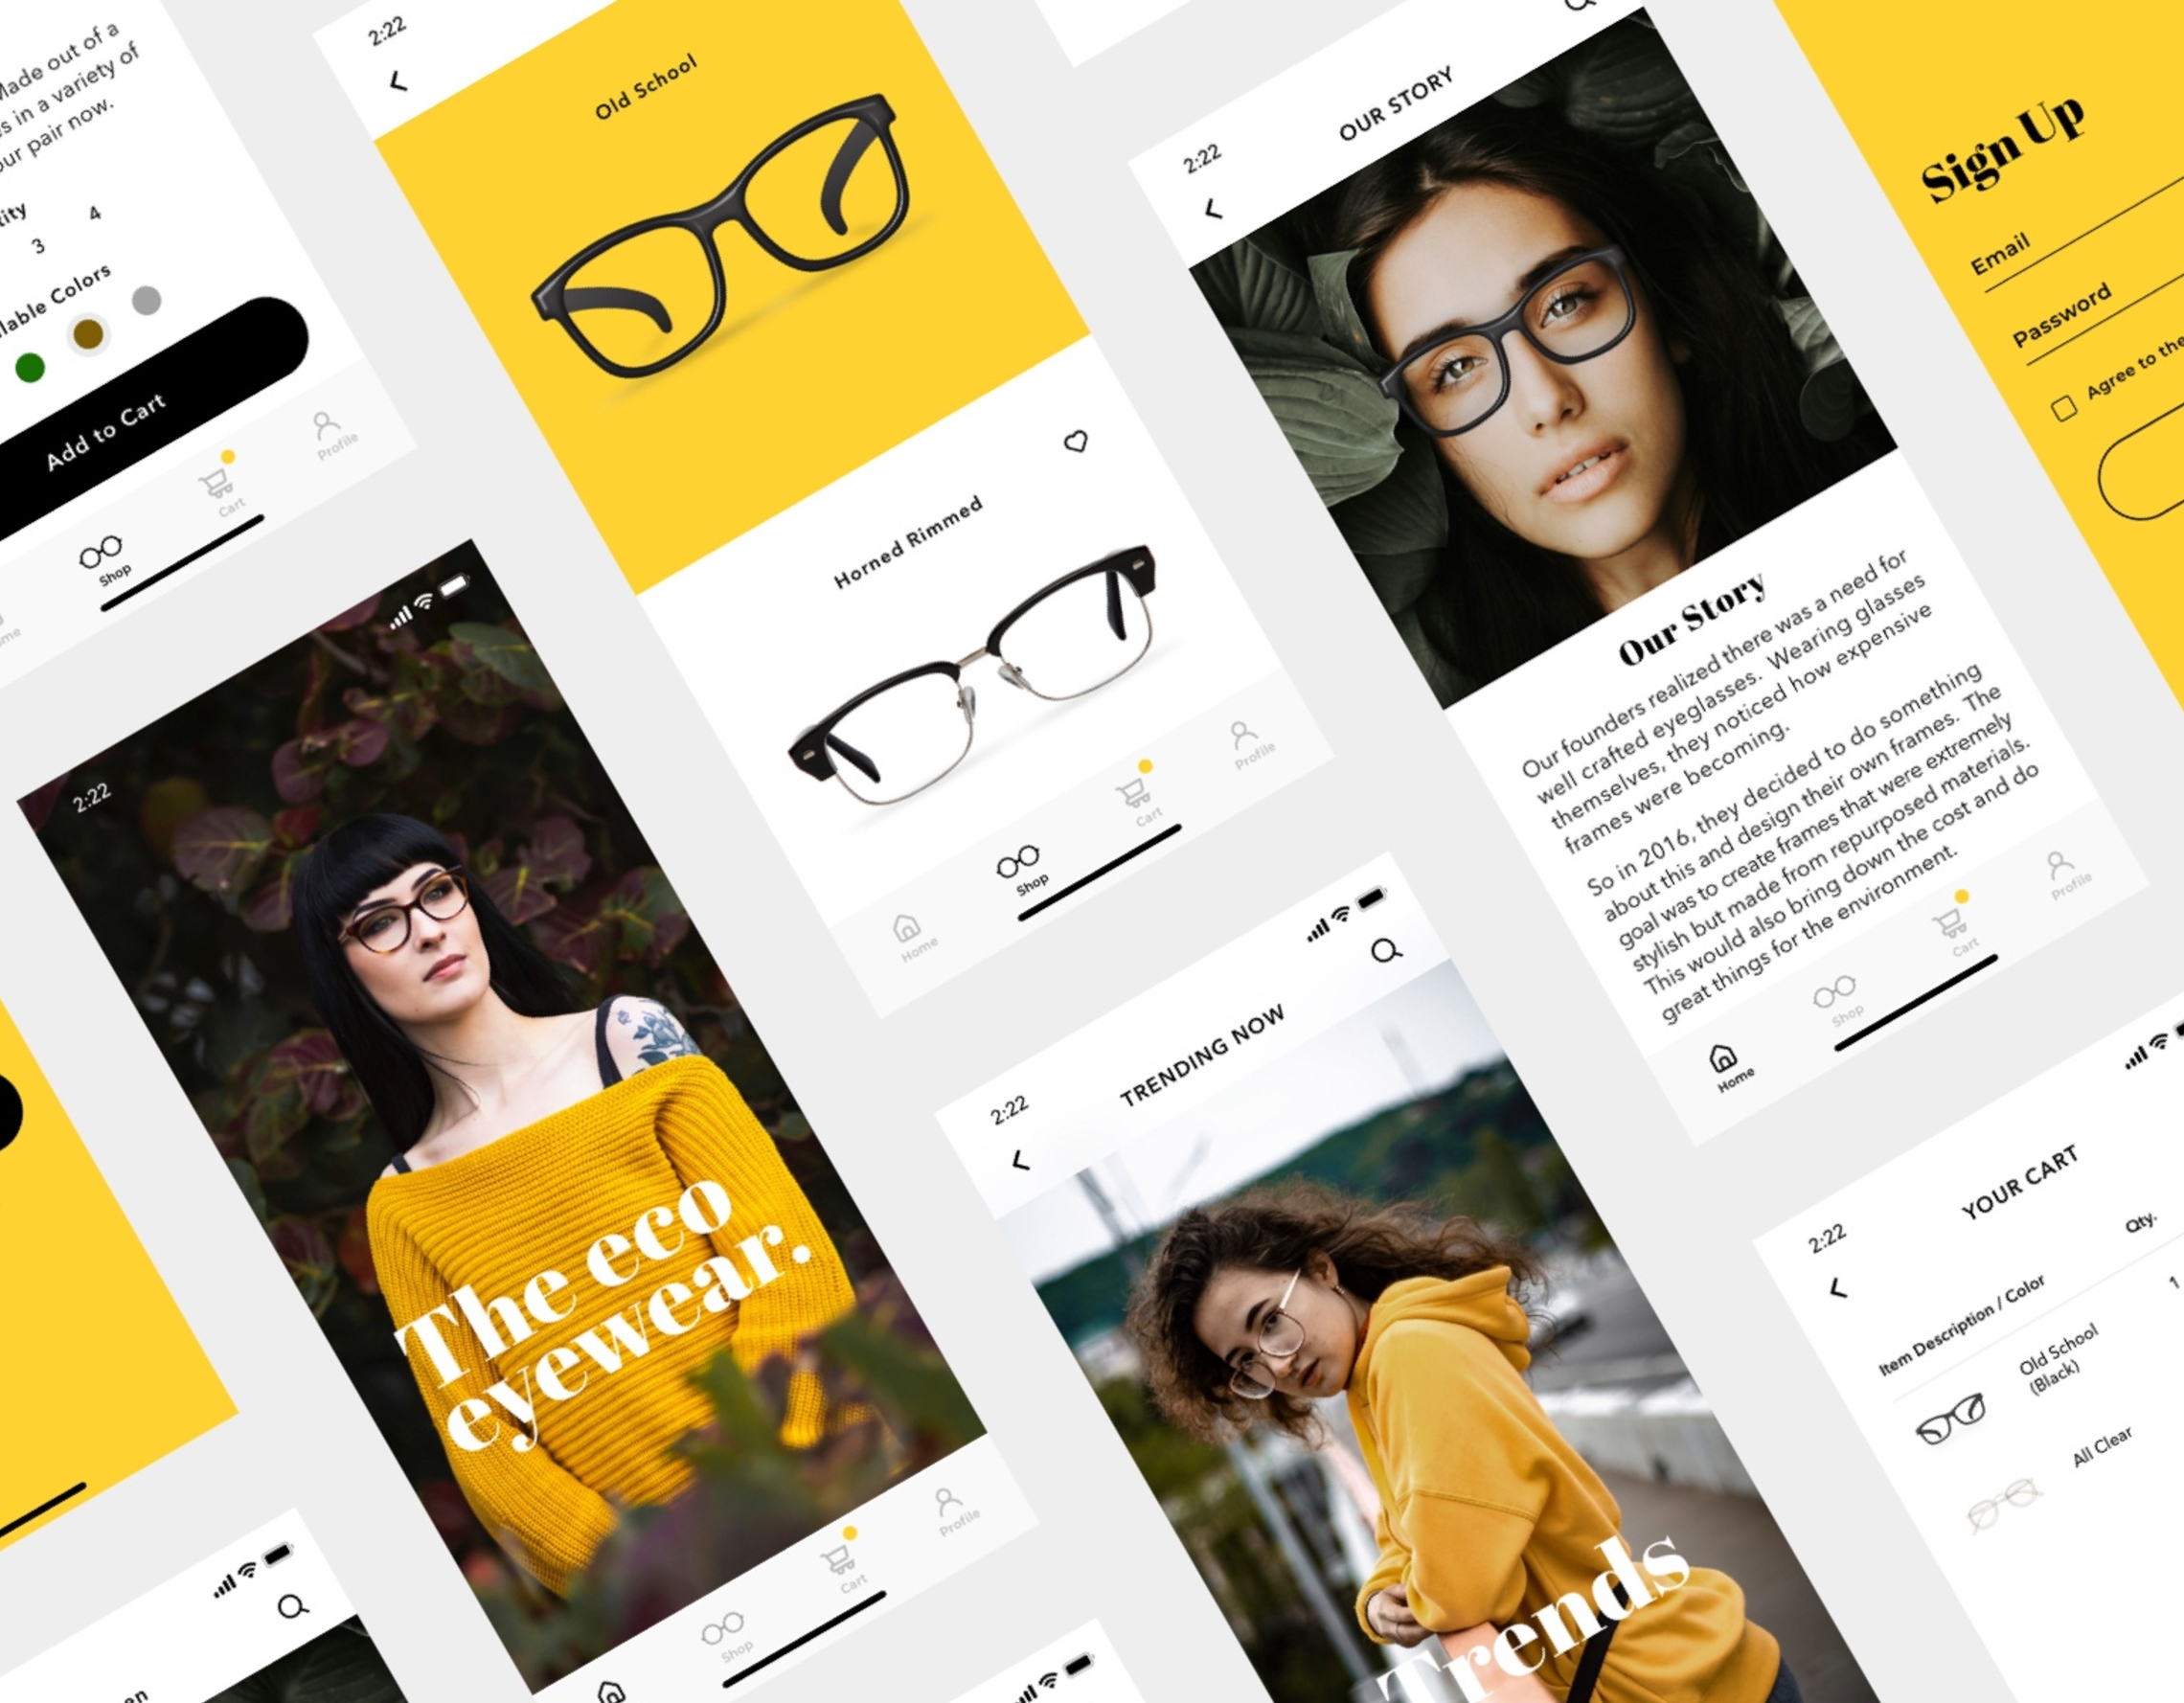 Made out of a
s in a variety of
our pair now.
3
4
Colors
Add to Cart
Shop
Cart
Profile
2:22
Old School
Horned Rimmed
Home
Shop
Cart
Profile
2:22
OUR STORY
Our Story
Our founders realized there was a need for
well crafted eyeglasses. Wearing glasses
themselves, they noticed how expensive
frames were becoming.
So in 2016, they decided to do something
about this and design their own frames. The
goal was to create frames that were extremely
stylish but made from repurposed materials.
This would also bring down the cost and do
great things for the environment.
Home
Shop
Cart
Profile
Sign Up
Email
Password
Agree to the
2:22
The eco
eyewear.
Shop
Cart
Profile
2:22
TRENDING NOW
Trends
2:22
YOUR CART
Item Description / Color
Qty.
Old School
(Black)
1
All Clear